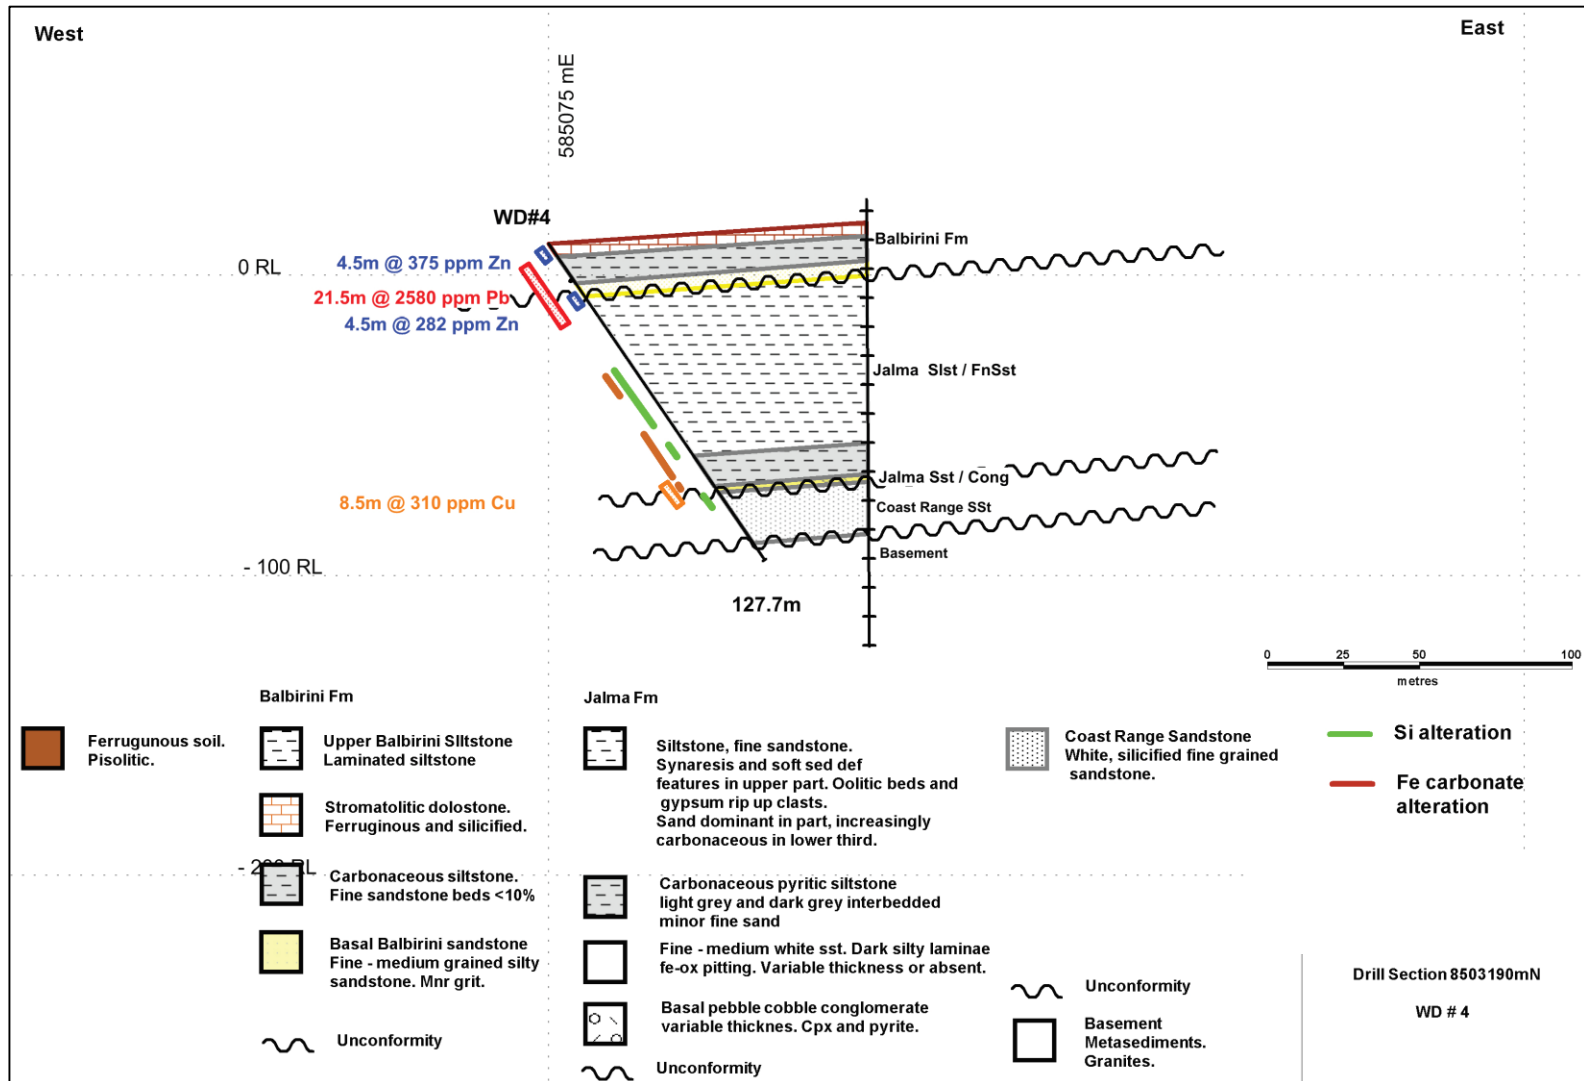 West
East
585075 mE
WD#4
Balbirini Fm
4.5m @ 375 ppm Zn
0 RL
21.5m @ 2580 ppm Pb
4.5m @ 282 ppm Zn
Jalma Slst / FnSst
Jalma Sst / Cong
8.5m @ 310 ppm Cu
Coast Range SSt
Basement
- 100 RL
127.7m
0 25 50 100
metres
Balbirini Fm
Ferrugunous soil.
Pisolitic.
Upper Balbirini SIltstone
Laminated siltstone
Stromatolitic dolostone.
Ferruginous and silicified.
- 200 RL
Carbonaceous siltstone.
Fine sandstone beds <10%
Basal Balbirini sandstone
Fine - medium grained silty
sandstone. Mnr grit.
Unconformity
Jalma Fm
Siltstone, fine sandstone.
Synaresis and soft sed def
features in upper part. Oolitic beds and
gypsum rip up clasts.
Sand dominant in part, increasingly
carbonaceous in lower third.
Carbonaceous pyritic siltstone
light grey and dark grey interbedded
minor fine sand
Fine - medium white sst. Dark silty laminae
fe-ox pitting. Variable thickness or absent.
Basal pebble cobble conglomerate
variable thicknes. Cpx and pyrite.
Unconformity
Coast Range Sandstone
White, silicified fine grained
sandstone.
Unconformity
Basement
Metasediments.
Granites.
Si alteration
Fe carbonate
alteration
Drill Section 8503190mN
WD # 4